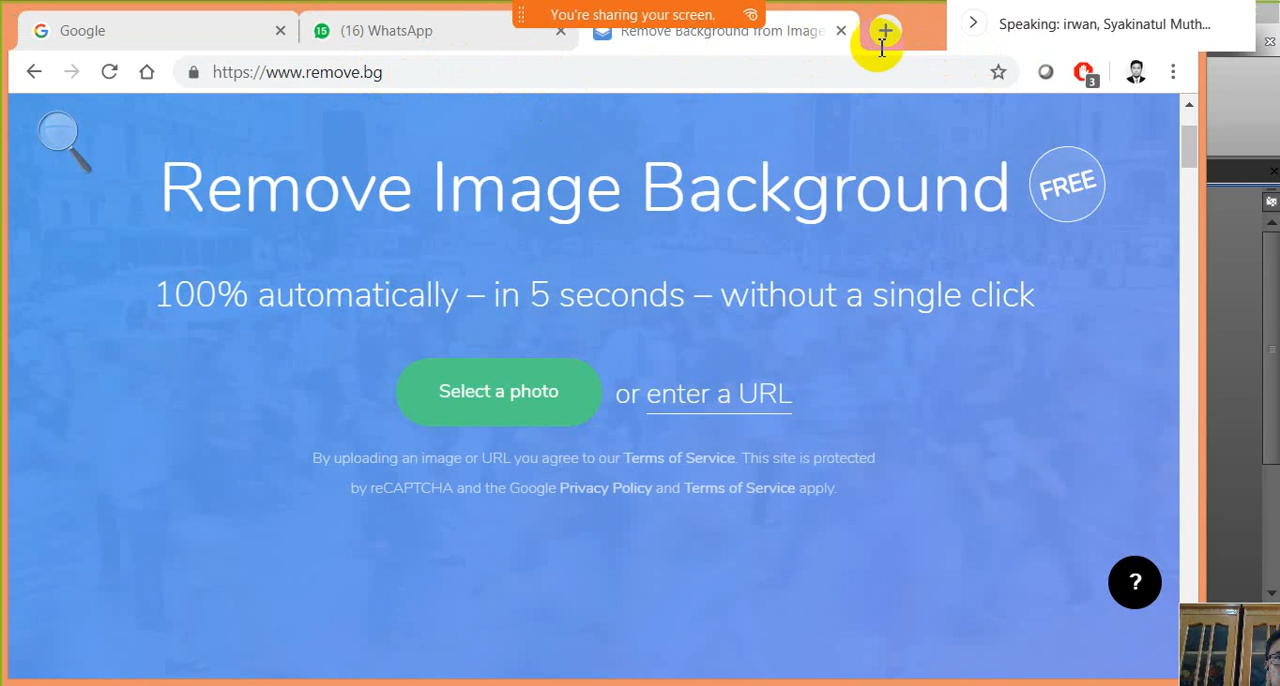 You're sharing your screen.
Speaking: irwan, Syakinatul Muth...
Google
15 (16) WhatsApp
Remove Background from Image
https://www.remove.bg
3
Remove Image Background FREE
100% automatically – in 5 seconds – without a single click
Select a photo or enter a URL
By uploading an image or URL you agree to our Terms of Service. This site is protected
by reCAPTCHA and the Google Privacy Policy and Terms of Service apply.
?